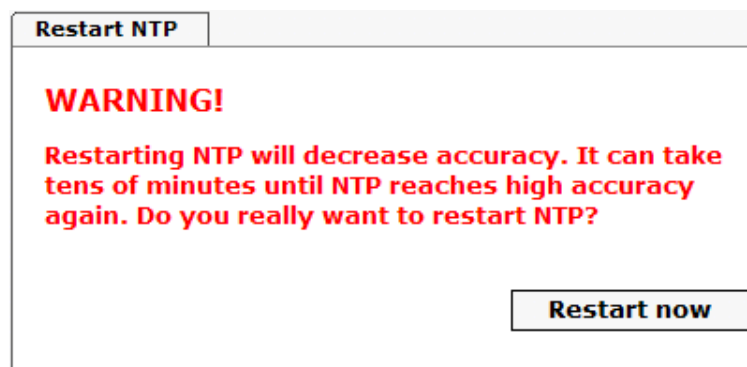 Restart NTP
WARNING!
Restarting NTP will decrease accuracy. It can take
tens of minutes until NTP reaches high accuracy
again. Do you really want to restart NTP?
Restart now